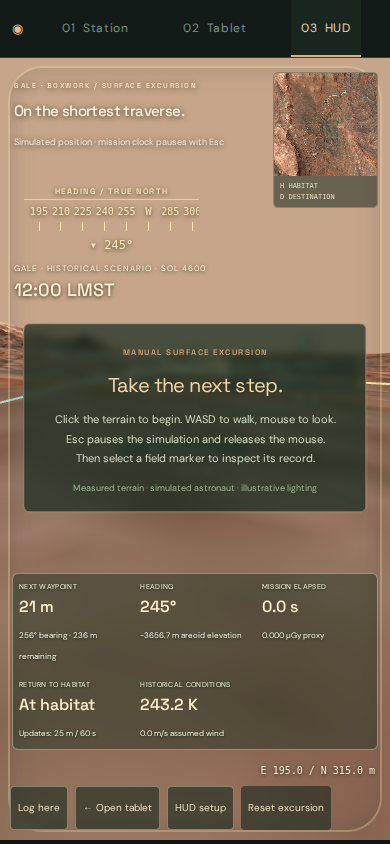 01 Station
02 Tablet
03 HUD
GALE · BOXWORK / SURFACE EXCURSION
On the shortest traverse.
Simulated position · mission clock pauses with Esc
H HABITAT
D DESTINATION
HEADING / TRUE NORTH
195 210 225 240 255 W 285 300
▼ 245°
GALE · HISTORICAL SCENARIO · SOL 4600
12:00 LMST
MANUAL SURFACE EXCURSION
Take the next step.
Click the terrain to begin. WASD to walk, mouse to look.
Esc pauses the simulation and releases the mouse.
Then select a field marker to inspect its record.
Measured terrain · simulated astronaut · illustrative lighting
NEXT WAYPOINT
21 m
256° bearing · 236 m
remaining
HEADING
245°
-3656.7 m areoid elevation
MISSION ELAPSED
0.0 s
0.000 µGy proxy
RETURN TO HABITAT
At habitat
Updates: 25 m / 60 s
HISTORICAL CONDITIONS
243.2 K
0.0 m/s assumed wind
E 195.0 / N 315.0 m
Log here
← Open tablet
HUD setup
Reset excursion